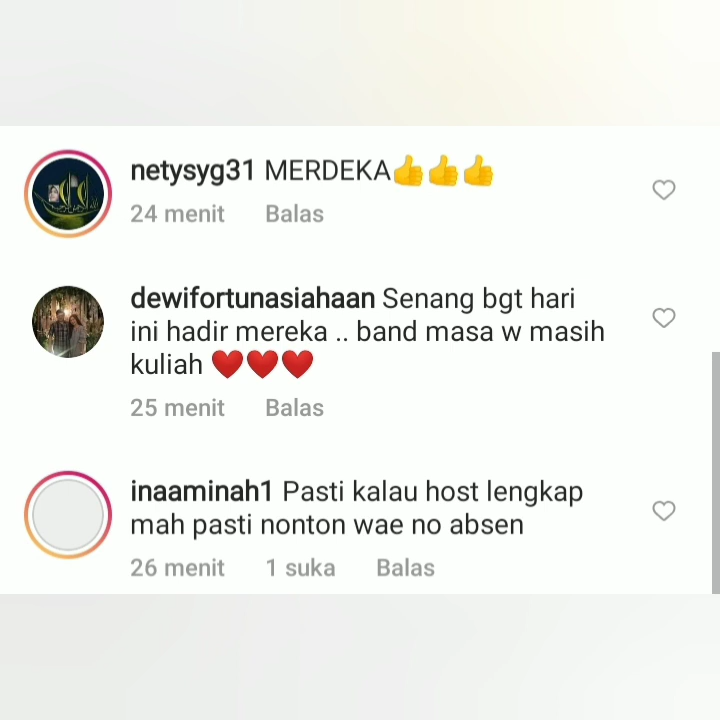 netysyg31 MERDEKA👍👍👍
24 menit Balas
dewifortunasiahaan Senang bgt hari
ini hadir mereka .. band masa w masih
kuliah ❤️❤️❤️
25 menit Balas
inaaminah1 Pasti kalau host lengkap
mah pasti nonton wae no absen
26 menit 1 suka Balas